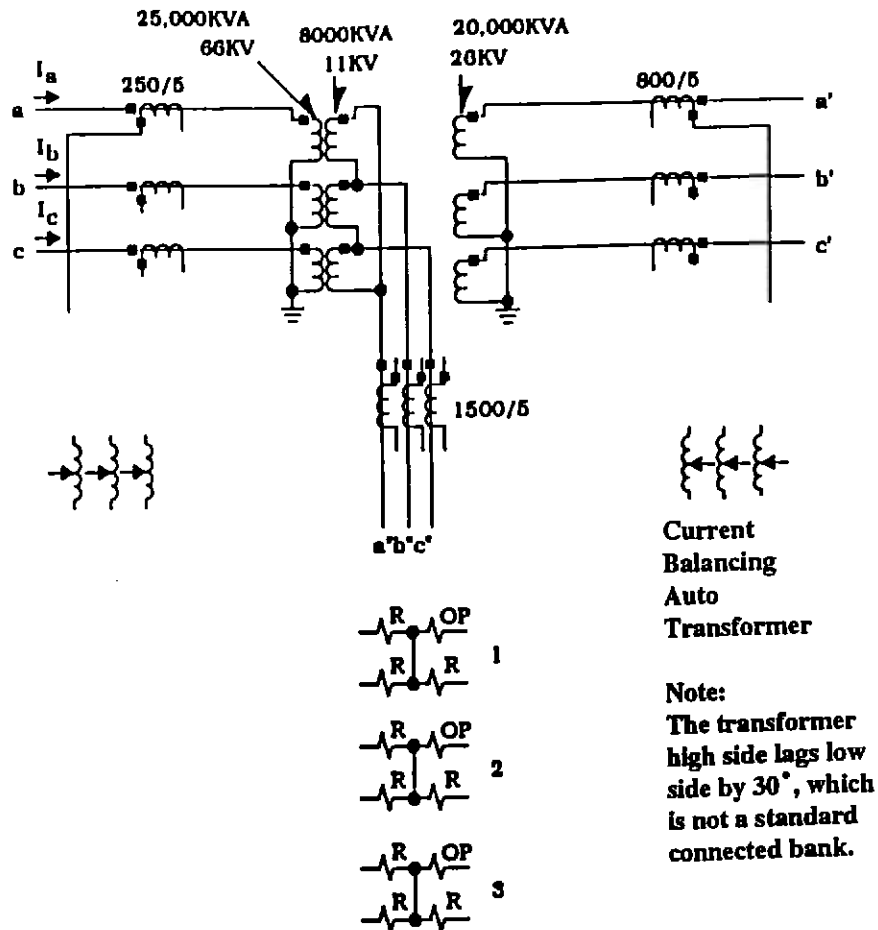 25,000KVA
66KV
8000KVA
11KV
20,000KVA
26KV
Ia
250/5
800/5
a
a'
Ib
b
b'
Ic
c
c'
1500/5
a"b"c"
Current
Balancing
Auto
Transformer
R OP
1
R R
R OP
2
R R
R OP
3
R R
Note:
The transformer
high side lags low
side by 30°, which
is not a standard
connected bank.